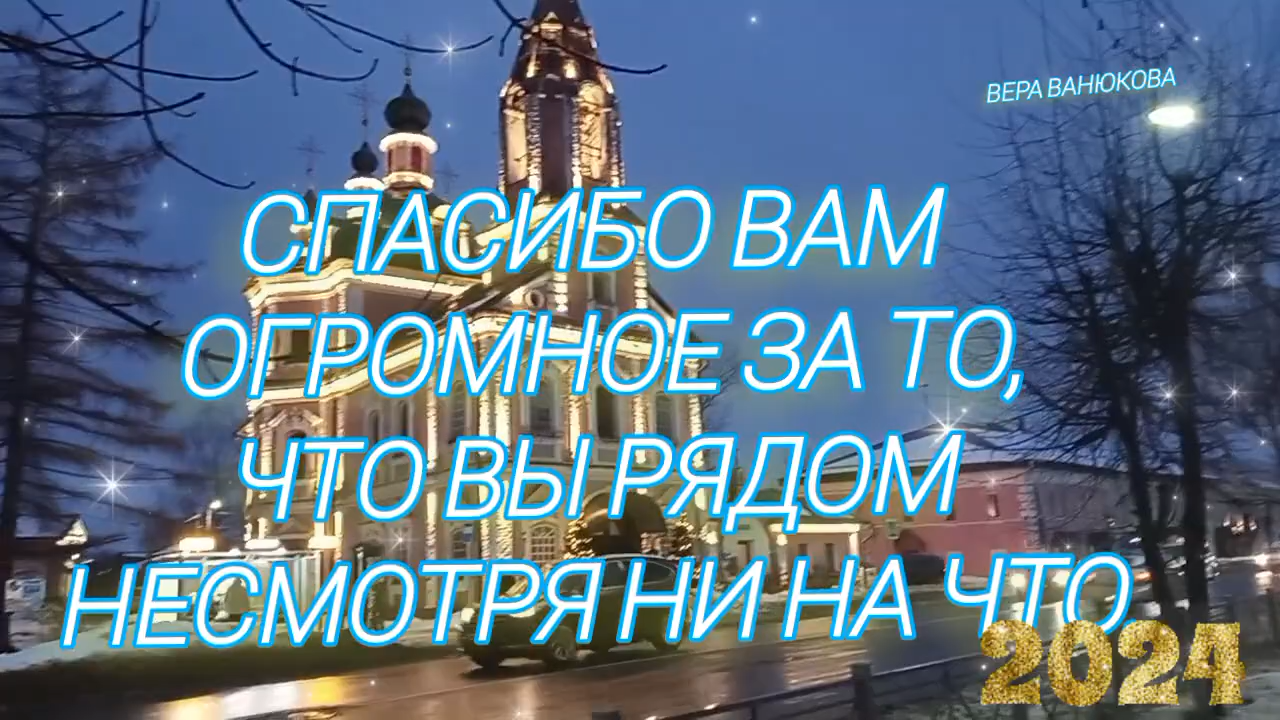 ВЕРА ВАНЮКОВА
СПАСИБО ВАМ
ОГРОМНОЕ ЗА ТО,
ЧТО ВЫ РЯДОМ
НЕСМОТРЯ НИ НА ЧТО.
2024